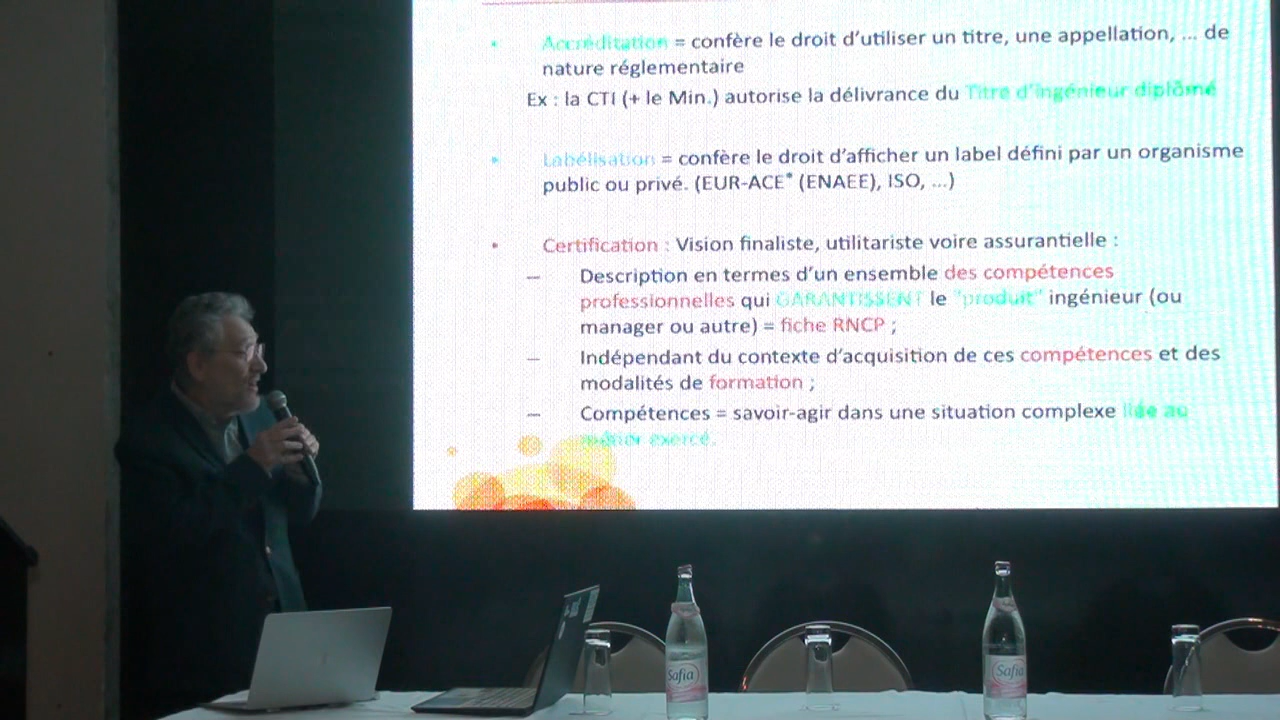 • Accréditation = confère le droit d'utiliser un titre, une appellation, ... de
nature réglementaire
Ex : la CTI (+ le Min.) autorise la délivrance du Titre d'ingénieur diplômé
• Labélisation = confère le droit d'afficher un label défini par un organisme
public ou privé. (EUR-ACE® (ENAEE), ISO, ...)
• Certification : Vision finaliste, utilitariste voire assurantielle :
— Description en termes d'un ensemble des compétences
professionnelles qui GARANTISSENT le "produit" ingénieur (ou
manager ou autre) = fiche RNCP ;
— Indépendant du contexte d'acquisition de ces compétences et des
modalités de formation ;
— Compétences = savoir-agir dans une situation complexe liée au
métier exercé.
Safia
Safia